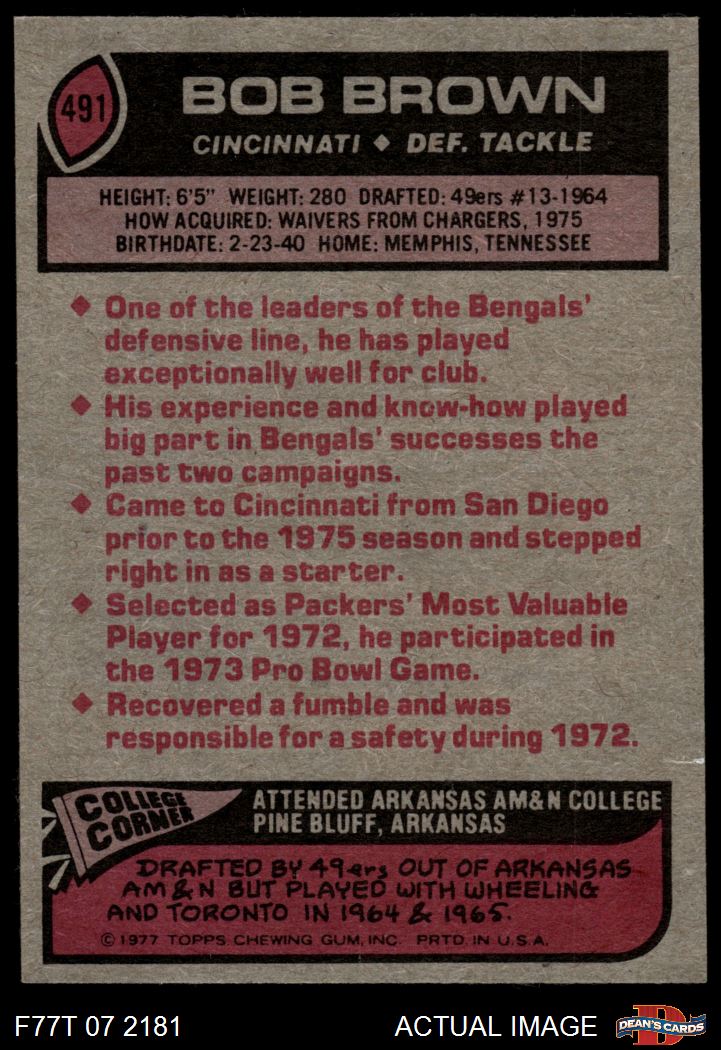 491
BOB BROWN
CINCINNATI ◆ DEF. TACKLE
HEIGHT: 6'5" WEIGHT: 280 DRAFTED: 49ers #13-1964
HOW ACQUIRED: WAIVERS FROM CHARGERS, 1975
BIRTHDATE: 2-23-40 HOME: MEMPHIS, TENNESSEE
◆ One of the leaders of the Bengals'
defensive line, he has played
exceptionally well for club.
◆ His experience and know-how played
big part in Bengals' successes the
past two campaigns.
◆ Came to Cincinnati from San Diego
prior to the 1975 season and stepped
right in as a starter.
◆ Selected as Packers' Most Valuable
Player for 1972, he participated in
the 1973 Pro Bowl Game.
◆ Recovered a fumble and was
responsible for a safety during 1972.
COLLEGE
CORNER
ATTENDED ARKANSAS AM&N COLLEGE
PINE BLUFF, ARKANSAS
DRAFTED BY 49ers OUT OF ARKANSAS
AM & N BUT PLAYED WITH WHEELING
AND TORONTO IN 1964 & 1965.
© 1977 TOPPS CHEWING GUM, INC. PRTD. IN U.S.A.
F77T 07 2181
ACTUAL IMAGE
D
DEAN'S CARDS